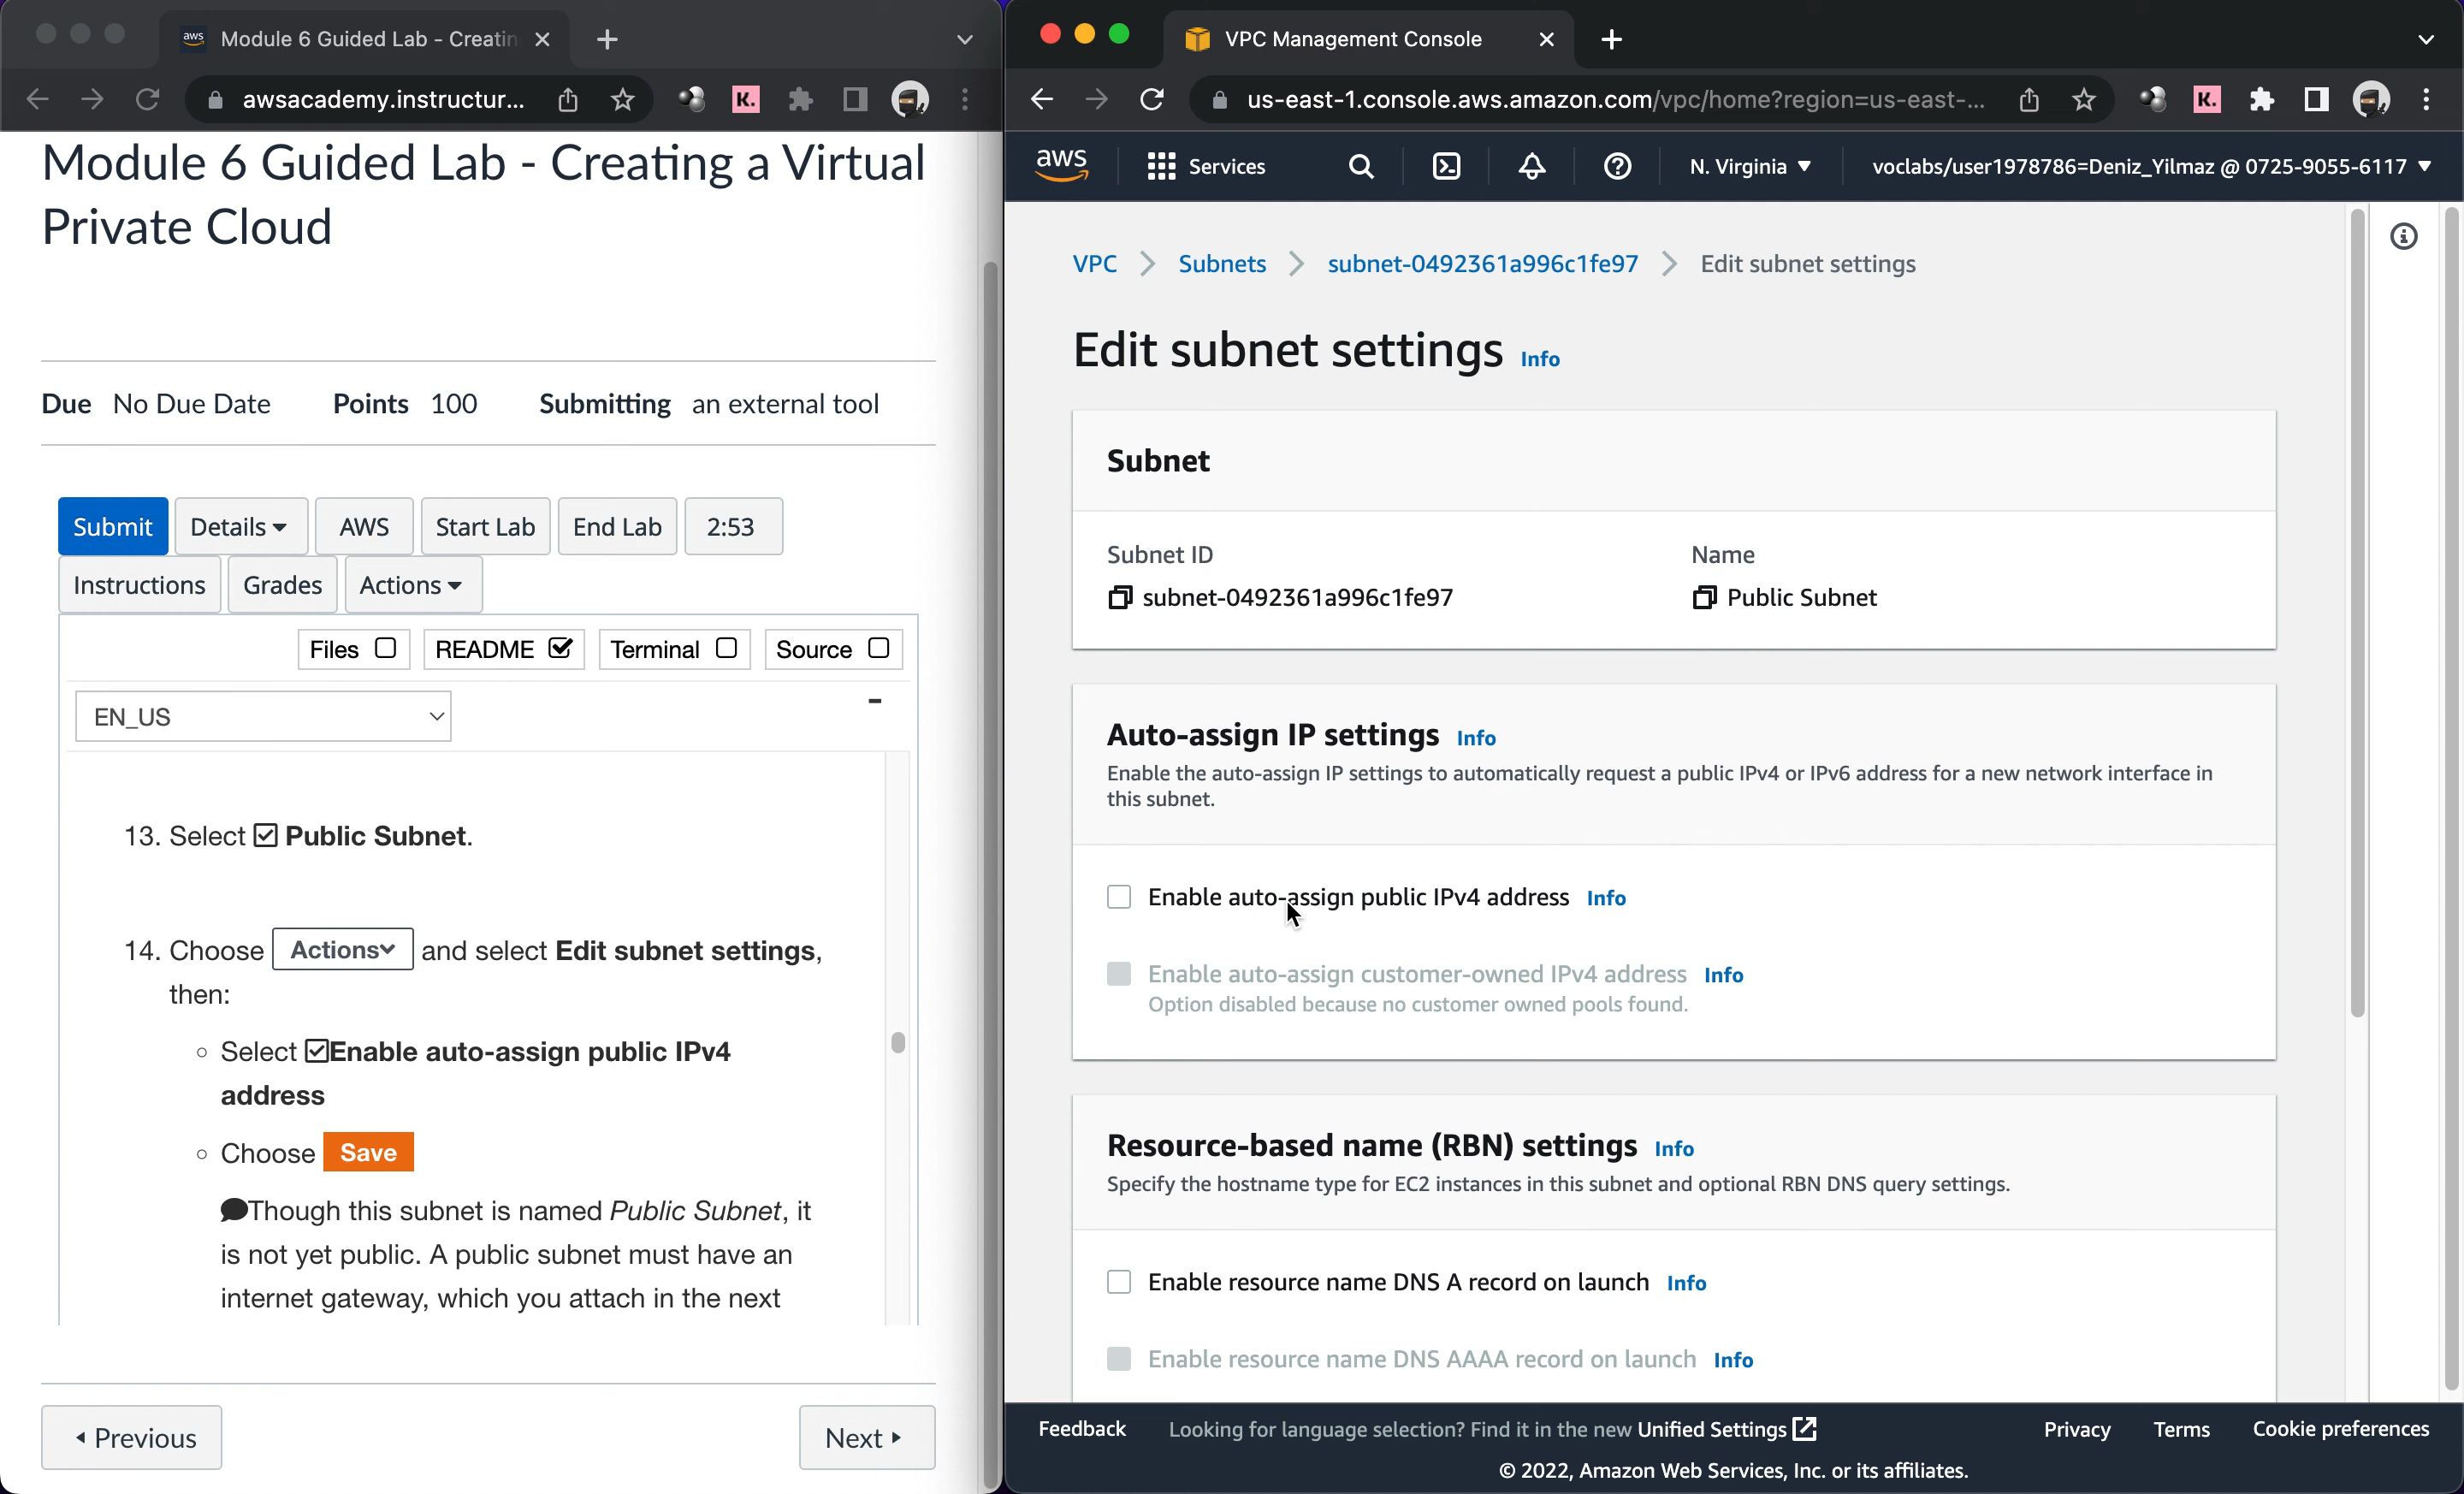 aws Module 6 Guided Lab - Creatin
awsacademy.instructur...
K.
Module 6 Guided Lab - Creating a Virtual
Private Cloud
Due No Due Date Points 100 Submitting an external tool
Submit Details AWS Start Lab End Lab 2:53
Instructions Grades Actions
Files README Terminal Source
EN_US
13. Select Public Subnet.
14. Choose Actions and select Edit subnet settings,
then:
Select Enable auto-assign public IPv4
address
Choose Save
Though this subnet is named Public Subnet, it
is not yet public. A public subnet must have an
internet gateway, which you attach in the next
Previous Next
VPC Management Console
us-east-1.console.aws.amazon.com/vpc/home?region=us-east-...
K.
aws Services N. Virginia voclabs/user1978786=Deniz_Yilmaz @ 0725-9055-6117
VPC Subnets subnet-0492361a996c1fe97 Edit subnet settings
Edit subnet settings Info
Subnet
Subnet ID Name
subnet-0492361a996c1fe97 Public Subnet
Auto-assign IP settings Info
Enable the auto-assign IP settings to automatically request a public IPv4 or IPv6 address for a new network interface in
this subnet.
Enable auto-assign public IPv4 address Info
Enable auto-assign customer-owned IPv4 address Info
Option disabled because no customer owned pools found.
Resource-based name (RBN) settings Info
Specify the hostname type for EC2 instances in this subnet and optional RBN DNS query settings.
Enable resource name DNS A record on launch Info
Enable resource name DNS AAAA record on launch Info
Feedback Looking for language selection? Find it in the new Unified Settings Privacy Terms Cookie preferences
© 2022, Amazon Web Services, Inc. or its affiliates.